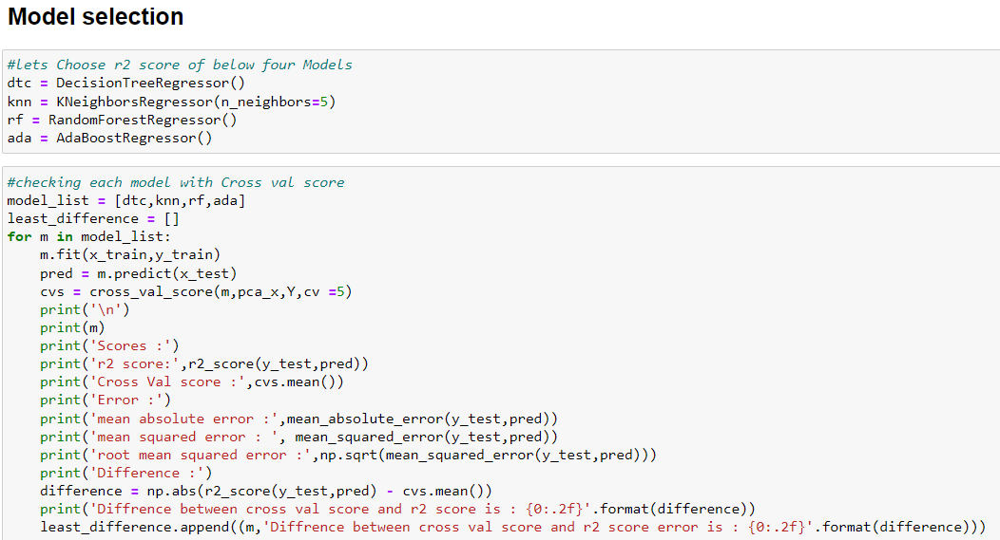 Model selection
#lets Choose r2 score of below four Models
dtc = DecisionTreeRegressor()
knn = KNeighborsRegressor(n_neighbors=5)
rf = RandomForestRegressor()
ada = AdaBoostRegressor()
#checking each model with Cross val score
model_list = [dtc,knn,rf,ada]
least_difference = []
for m in model_list:
    m.fit(x_train,y_train)
    pred = m.predict(x_test)
    cvs = cross_val_score(m,pca_x,Y,cv =5)
    print('\n')
    print(m)
    print('Scores :')
    print('r2 score:',r2_score(y_test,pred))
    print('Cross Val score :',cvs.mean())
    print('Error :')
    print('mean absolute error :',mean_absolute_error(y_test,pred))
    print('mean squared error : ', mean_squared_error(y_test,pred))
    print('root mean squared error :',np.sqrt(mean_squared_error(y_test,pred)))
    print('Difference :')
    difference = np.abs(r2_score(y_test,pred) - cvs.mean())
    print('Diffrence between cross val score and r2 score is : {0:.2f}'.format(difference))
    least_difference.append((m,'Diffrence between cross val score and r2 score error is : {0:.2f}'.format(difference)))